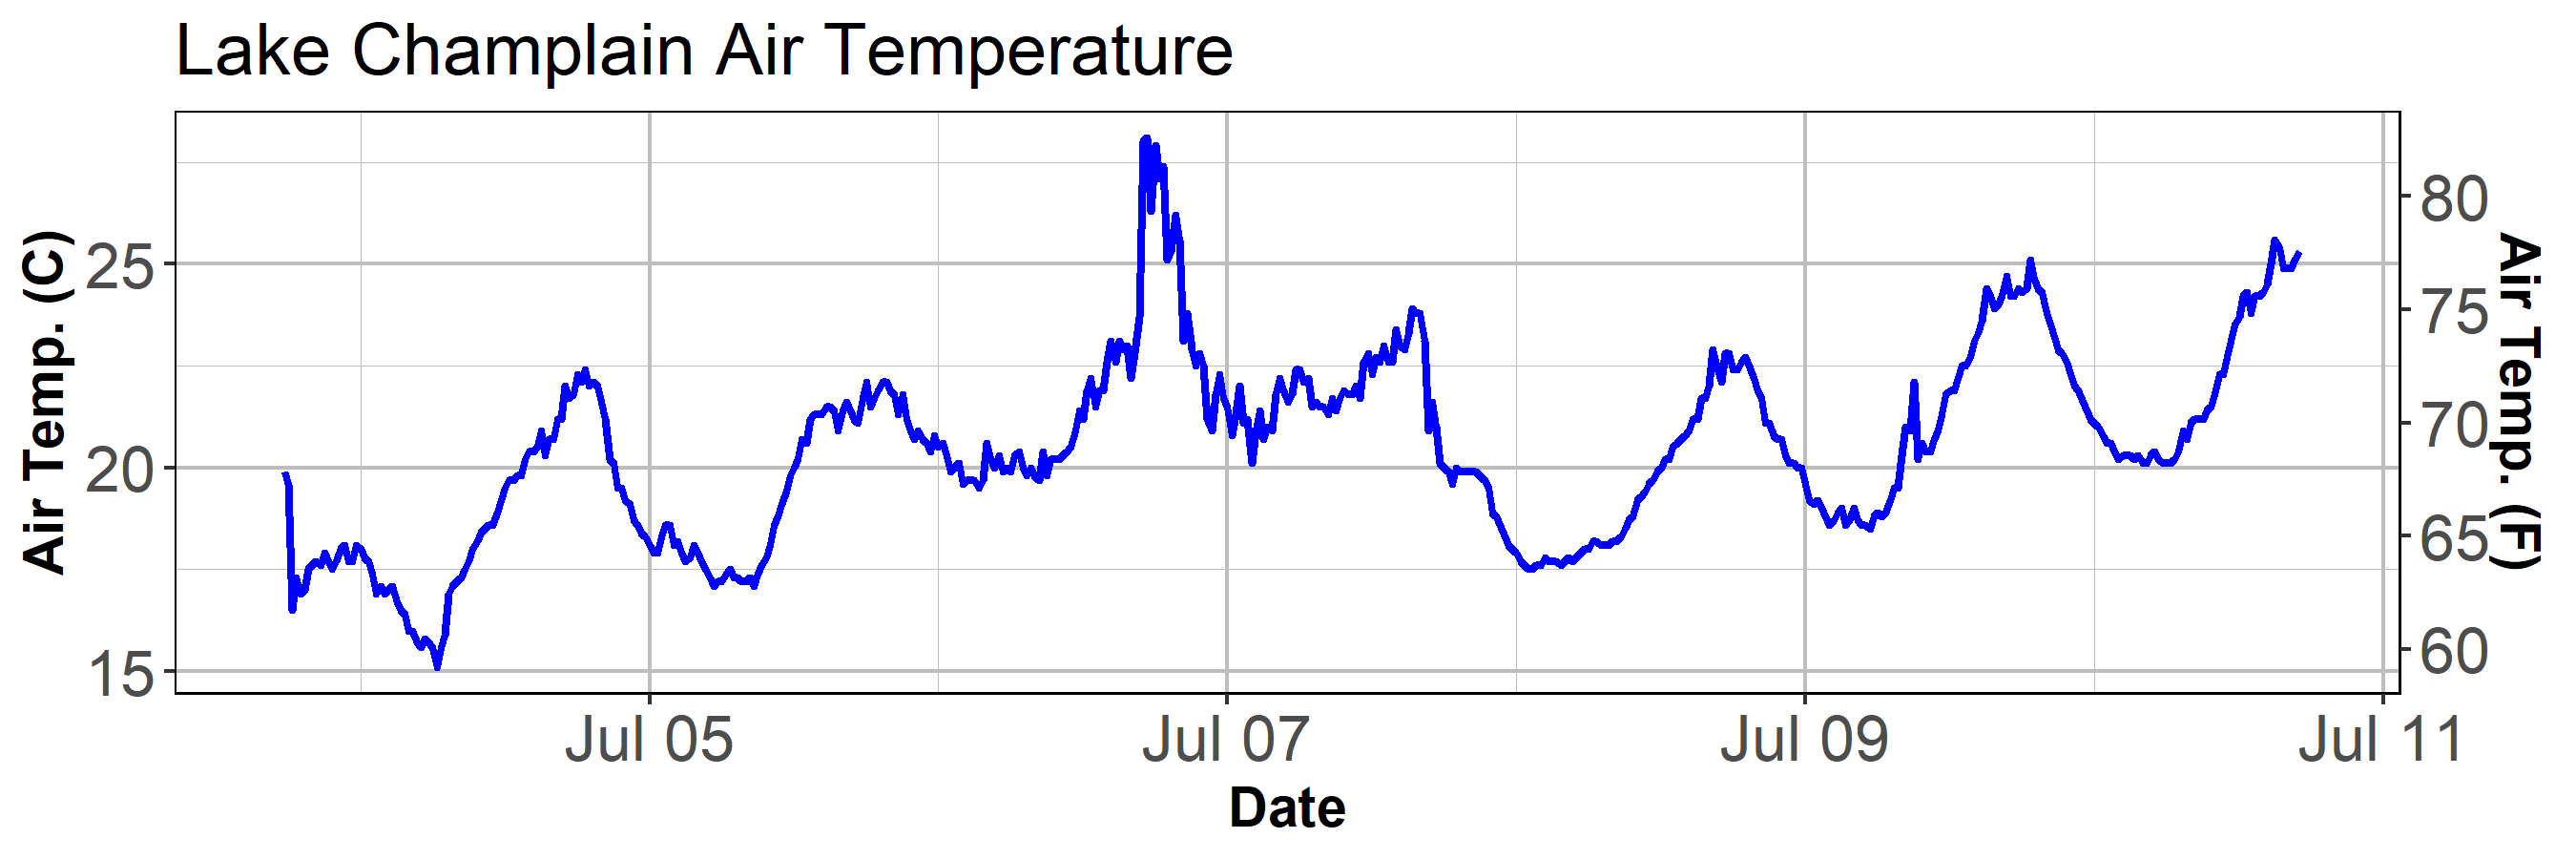 Lake Champlain Air Temperature
Air Temp. (C)
25
20
15
80
75
70
65
60
Air Temp. (F)
Jul 05 Jul 07 Jul 09 Jul 11
Date